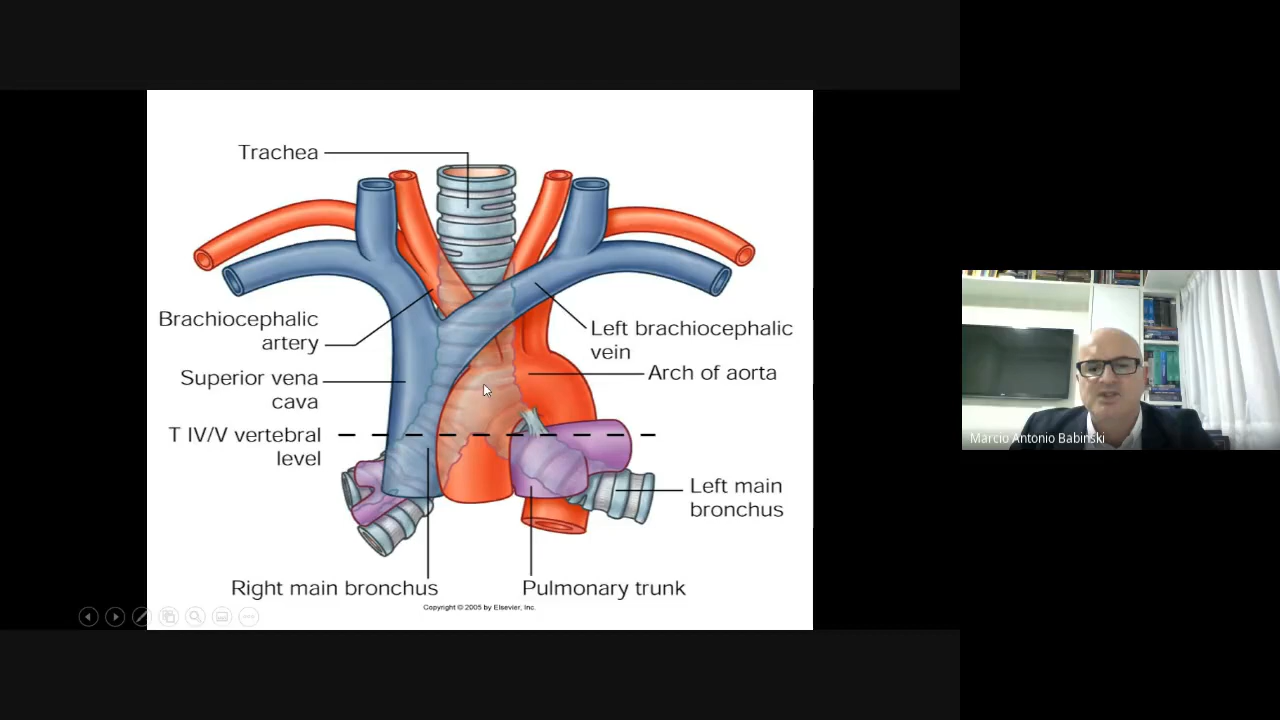 Trachea
Brachiocephalic
artery
Left brachiocephalic
vein
Superior vena
cava
Arch of aorta
T IV/V vertebral
level
Left main
bronchus
Right main bronchus
Pulmonary trunk
Copyright © 2005 by Elsevier, Inc.
Marcio Antonio Babinski